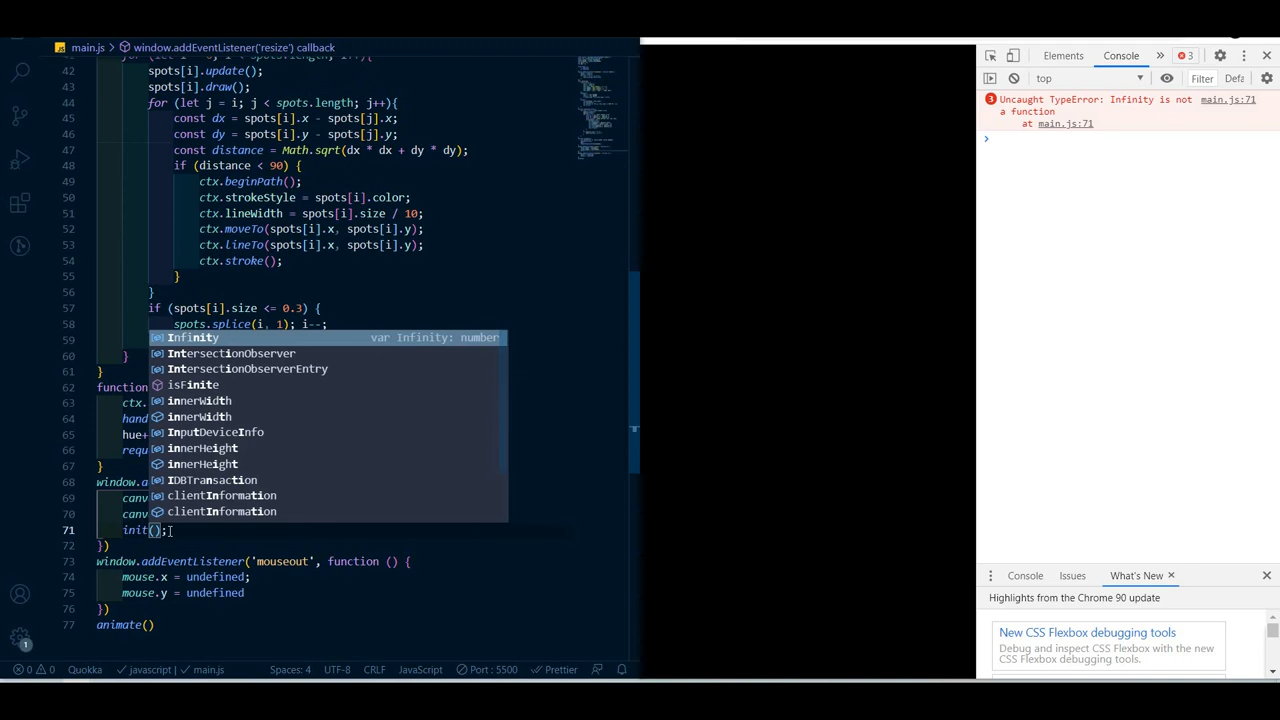 main.js > window.addEventListener('resize') callback
42 spots[i].update();
43 spots[i].draw();
44 for (let j = i; j < spots.length; j++){
45 const dx = spots[i].x - spots[j].x;
46 const dy = spots[i].y - spots[j].y;
47 const distance = Math.sqrt(dx * dx + dy * dy);
48 if (distance < 90) {
49 ctx.beginPath();
50 ctx.strokeStyle = spots[i].color;
51 ctx.lineWidth = spots[i].size / 10;
52 ctx.moveTo(spots[i].x, spots[i].y);
53 ctx.lineTo(spots[j].x, spots[j].y);
54 ctx.stroke();
55 }
56 }
57 if (spots[i].size <= 0.3) {
58 spots.splice(i, 1); i--;
59
60 }
61 }
62 function
63 ctx.
64 hand
65 hue+
66 requ
67 }
68 window.a
69 canv
70 canv
71 init();
72 })
73 window.addEventListener('mouseout', function () {
74 mouse.x = undefined;
75 mouse.y = undefined
76 })
77 animate()
Infinity var Infinity: number
IntersectionObserver
IntersectionObserverEntry
isFinite
innerWidth
innerWidth
InputDeviceInfo
innerHeight
innerHeight
IDBTransaction
clientInformation
clientInformation
1
0 0 Quokka javascript | main.js Spaces: 4 UTF-8 CRLF JavaScript Port : 5500 Prettier
Elements Console » 3
top Filter Defa
3 Uncaught TypeError: Infinity is not main.js:71
a function
at main.js:71
Console Issues What's New
Highlights from the Chrome 90 update
New CSS Flexbox debugging tools
Debug and inspect CSS Flexbox with the new
CSS Flexbox debugging tools.